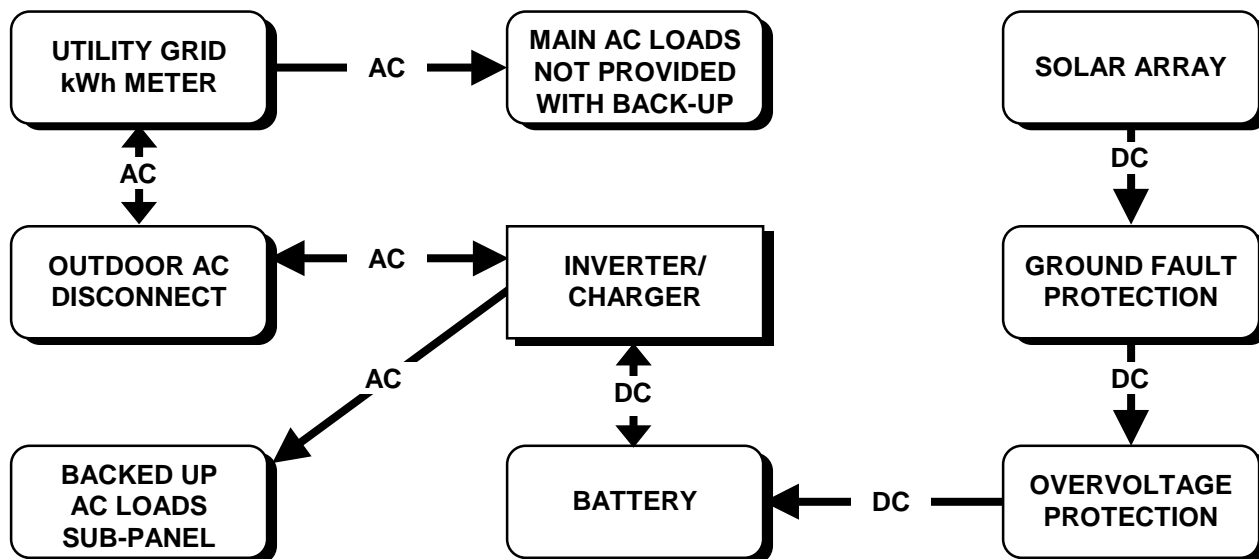 UTILITY GRID
kWh METER
AC
MAIN AC LOADS
NOT PROVIDED
WITH BACK-UP
SOLAR ARRAY
AC
DC
OUTDOOR AC
DISCONNECT
AC
INVERTER/
CHARGER
GROUND FAULT
PROTECTION
AC
DC
DC
BACKED UP
AC LOADS
SUB-PANEL
BATTERY
DC
OVERVOLTAGE
PROTECTION